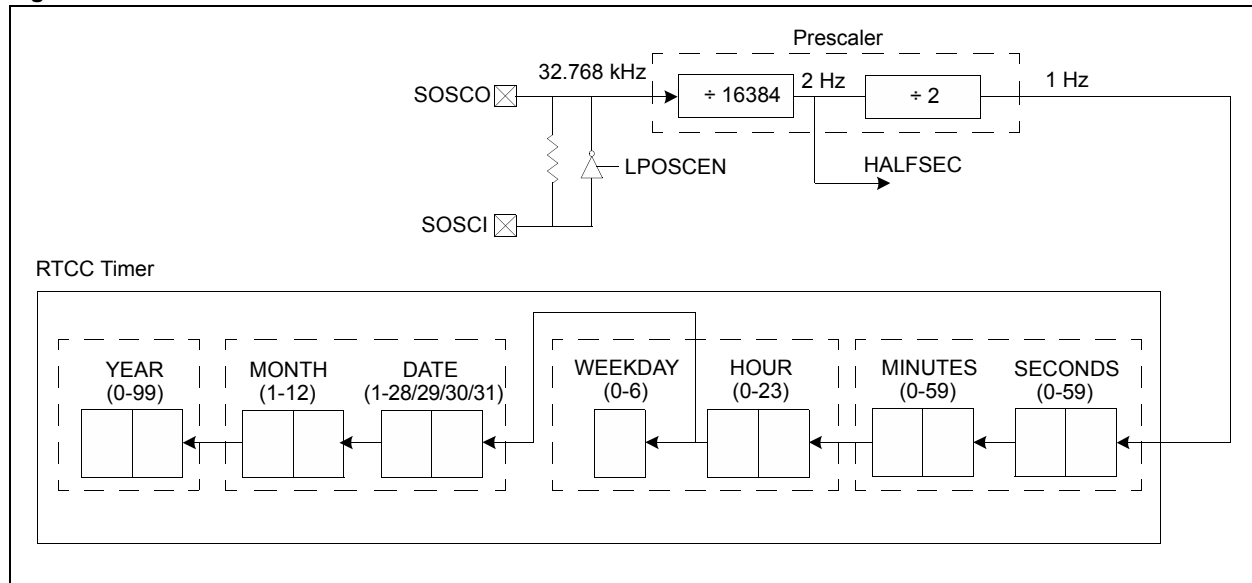 Prescaler
32.768 kHz
SOSCO
÷ 16384
2 Hz
÷ 2
1 Hz
LPOSCEN
HALFSEC
SOSCI
RTCC Timer
YEAR
(0-99)
MONTH
(1-12)
DATE
(1-28/29/30/31)
WEEKDAY
(0-6)
HOUR
(0-23)
MINUTES
(0-59)
SECONDS
(0-59)